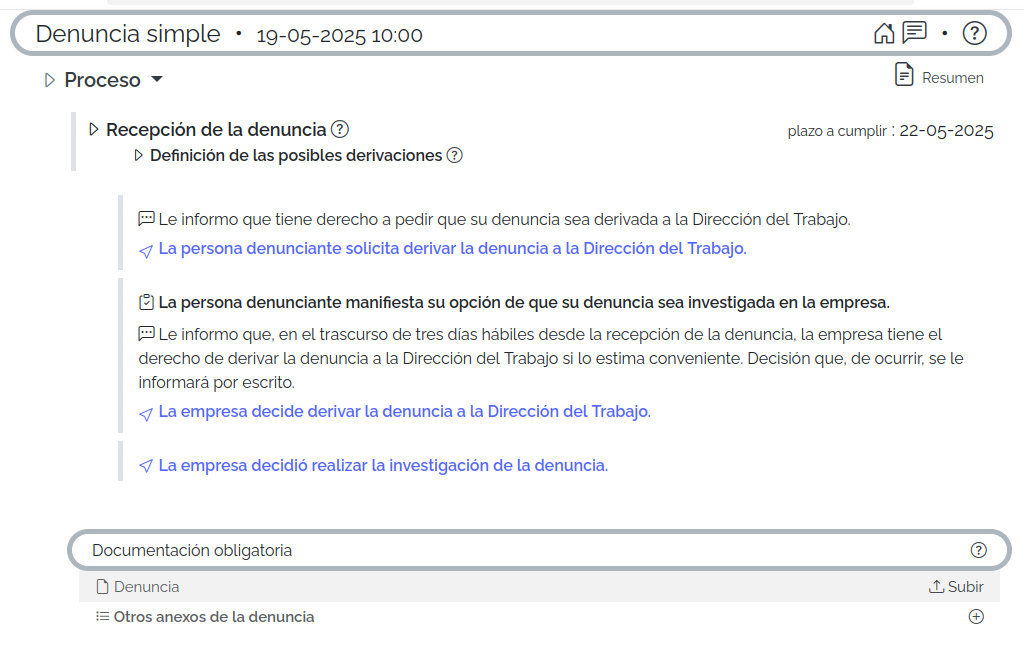 Denuncia simple • 19-05-2025 10:00
Proceso
Resumen
Recepción de la denuncia
plazo a cumplir : 22-05-2025
Definición de las posibles derivaciones
Le informo que tiene derecho a pedir que su denuncia sea derivada a la Dirección del Trabajo.
La persona denunciante solicita derivar la denuncia a la Dirección del Trabajo.
La persona denunciante manifiesta su opción de que su denuncia sea investigada en la empresa.
Le informo que, en el trascurso de tres días hábiles desde la recepción de la denuncia, la empresa tiene el
derecho de derivar la denuncia a la Dirección del Trabajo si lo estima conveniente. Decisión que, de ocurrir, se le
informará por escrito.
La empresa decide derivar la denuncia a la Dirección del Trabajo.
La empresa decidió realizar la investigación de la denuncia.
Documentación obligatoria
Denuncia
Subir
Otros anexos de la denuncia